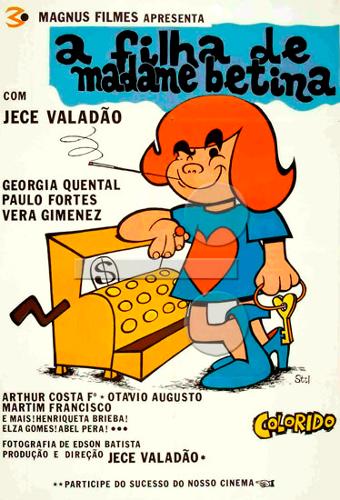 MAGNUS FILMES APRESENTA
a filha de
madame betina
COM
JECE VALADÃO
GEORGIA QUENTAL
PAULO FORTES
VERA GIMENEZ
$
ARTHUR COSTA Fº • OTAVIO AUGUSTO
MARTIM FRANCISCO
E MAIS! HENRIQUETA BRIEBA!
ELZA GOMES! ABEL PERA! •••
Stil
COLORIDO
FOTOGRAFIA DE EDSON BATISTA
PRODUÇÃO E DIREÇÃO JECE VALADÃO •
**PARTICIPE DO SUCESSO DO NOSSO CINEMA